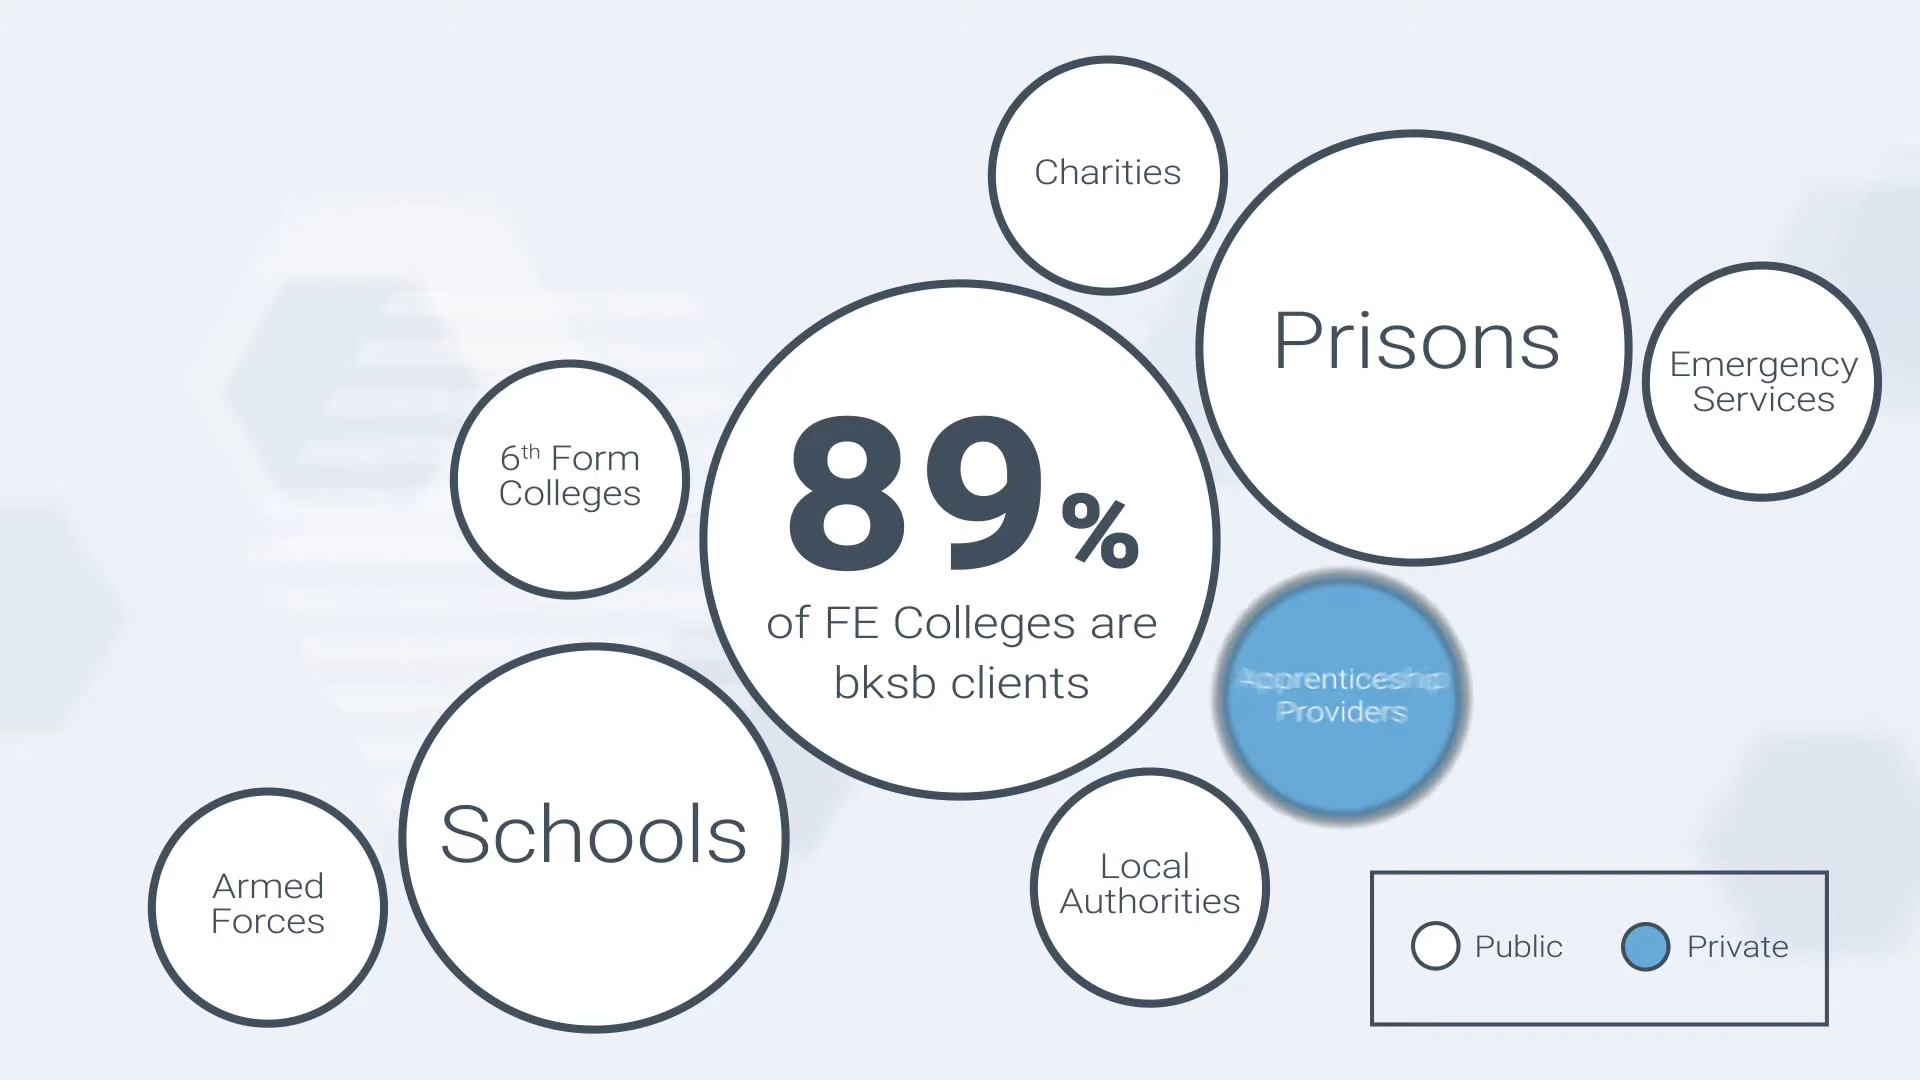 Charities
Prisons
Emergency
Services
6th Form
Colleges
89%
of FE Colleges are
bksb clients
Apprenticeship
Providers
Schools
Armed
Forces
Local
Authorities
Public
Private